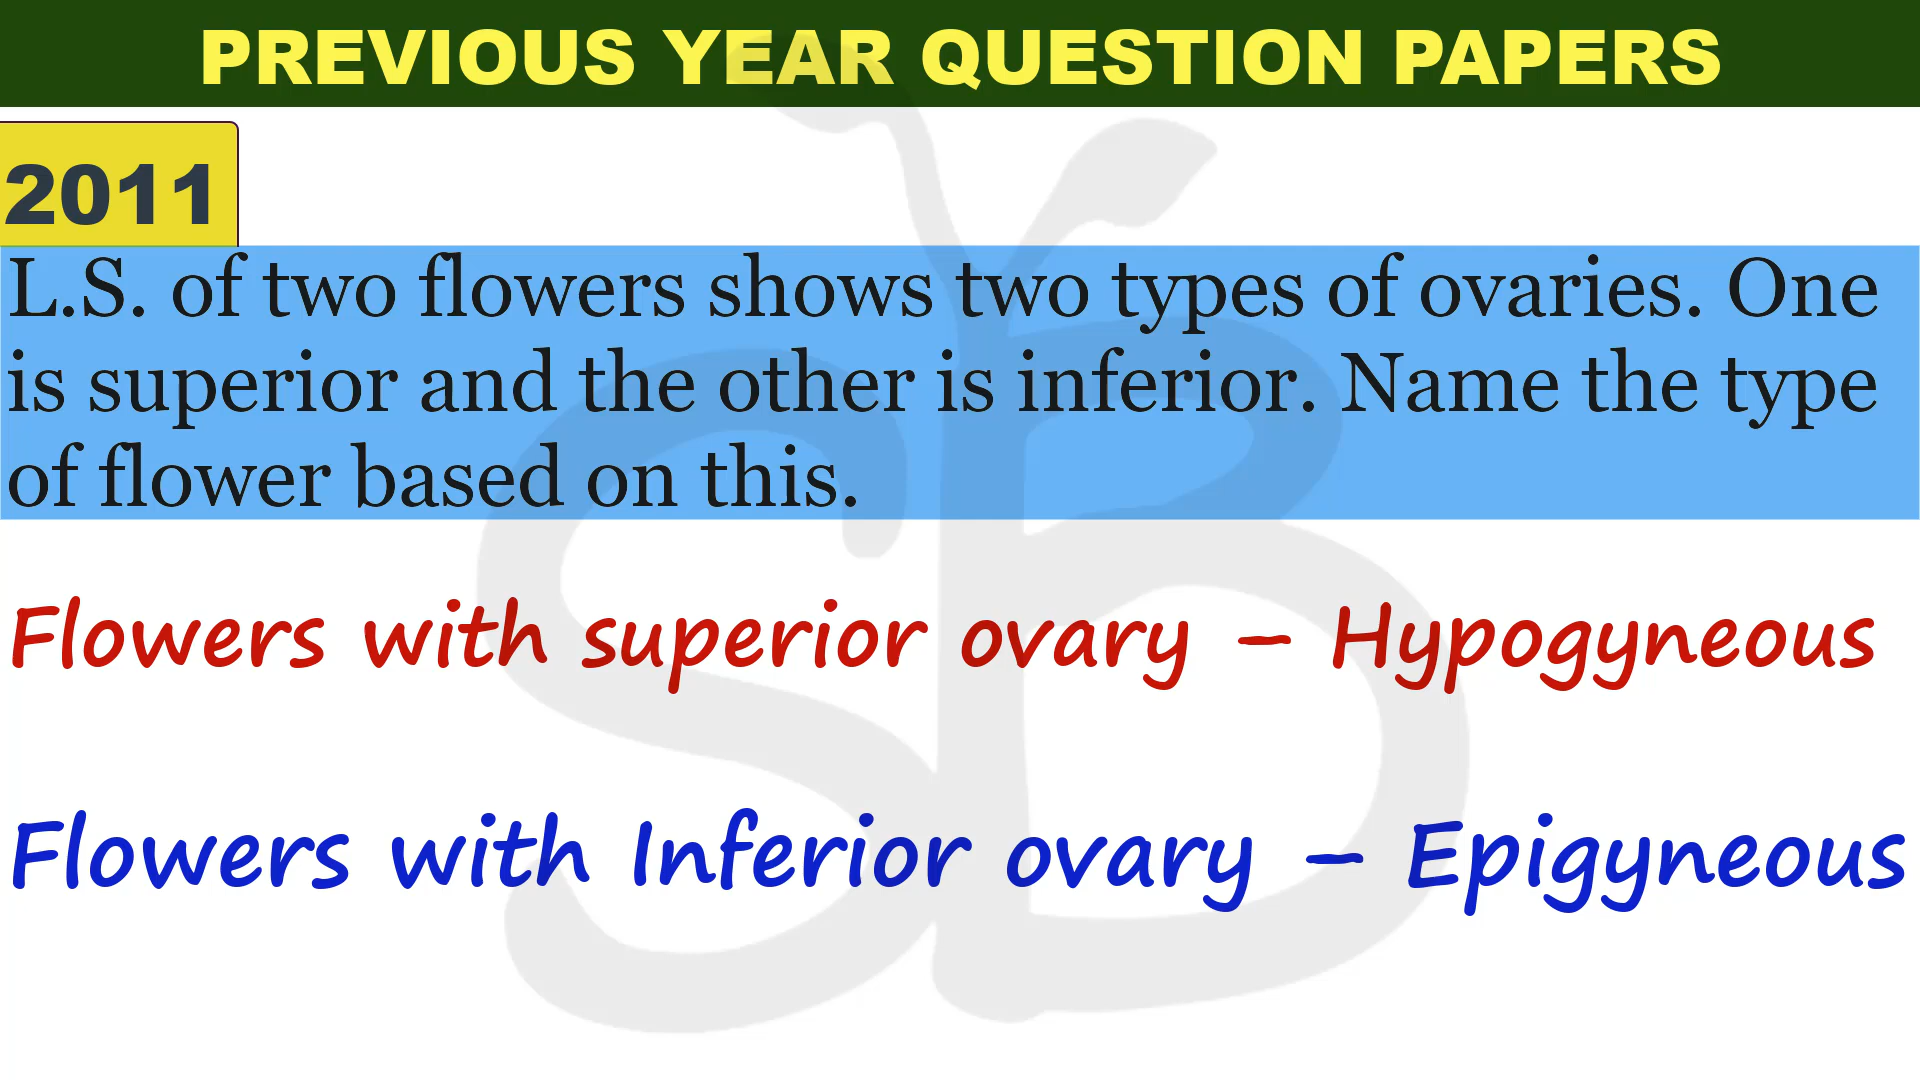 PREVIOUS YEAR QUESTION PAPERS
2011
L.S. of two flowers shows two types of ovaries. One
is superior and the other is inferior. Name the type
of flower based on this.
Flowers with superior ovary – Hypogyneous
Flowers with Inferior ovary – Epigyneous
SB